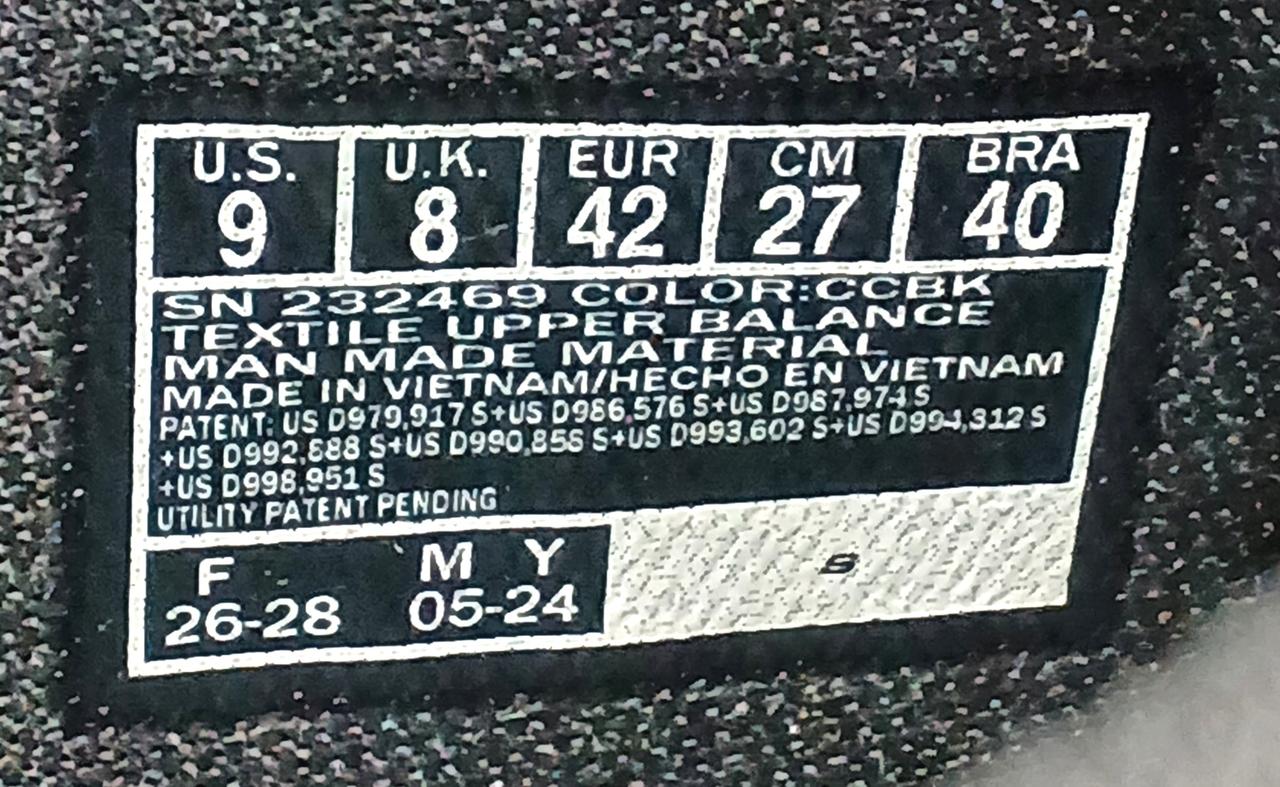 U.S. U.K. EUR CM BRA
9 8 42 27 40
SN 232469 COLOR:CCBK
TEXTILE UPPER BALANCE
MAN MADE MATERIAL
MADE IN VIETNAM/HECHO EN VIETNAM
PATENT: US D979,917 S+US D986,576 S+US D987,974 S
+US D992,888 S+US D990,856 S+US D993,602 S+US D994,312 S
+US D998,951 S
UTILITY PATENT PENDING
F M Y
26-28 05-24
S